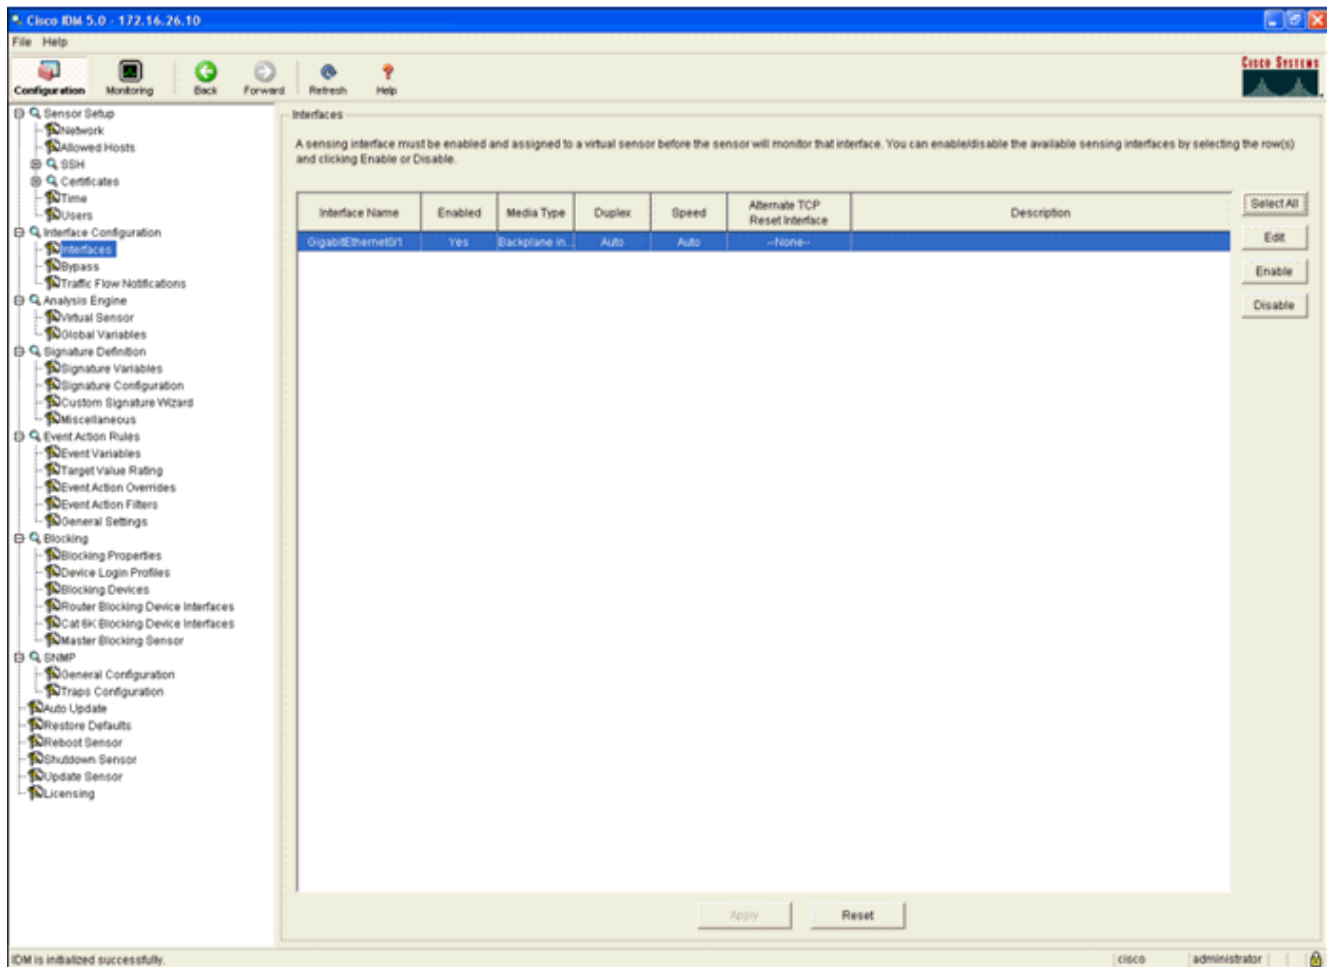 Cisco IDM 5.0 - 172.16.26.10
File Help
Configuration Monitoring Back Forward Refresh Help
CISCO SYSTEMS
Sensor Setup
Network
Allowed Hosts
SSH
Certificates
Time
Users
Interface Configuration
Interfaces
Bypass
Traffic Flow Notifications
Analysis Engine
Virtual Sensor
Global Variables
Signature Definition
Signature Variables
Signature Configuration
Custom Signature Wizard
Miscellaneous
Event Action Rules
Event Variables
Target Value Rating
Event Action Overrides
Event Action Filters
General Settings
Blocking
Blocking Properties
Device Login Profiles
Blocking Devices
Router Blocking Device Interfaces
Cat 6K Blocking Device Interfaces
Master Blocking Sensor
SNMP
General Configuration
Traps Configuration
Auto Update
Restore Defaults
Reboot Sensor
Shutdown Sensor
Update Sensor
Licensing
Interfaces
A sensing interface must be enabled and assigned to a virtual sensor before the sensor will monitor that interface. You can enable/disable the available sensing interfaces by selecting the row(s)
and clicking Enable or Disable.
Interface Name Enabled Media Type Duplex Speed Alternate TCP Reset Interface Description
GigabitEthernet0/1 Yes Backplane in... Auto Auto --None--
Select All
Edit
Enable
Disable
Apply Reset
IDM is initialized successfully. cisco administrator